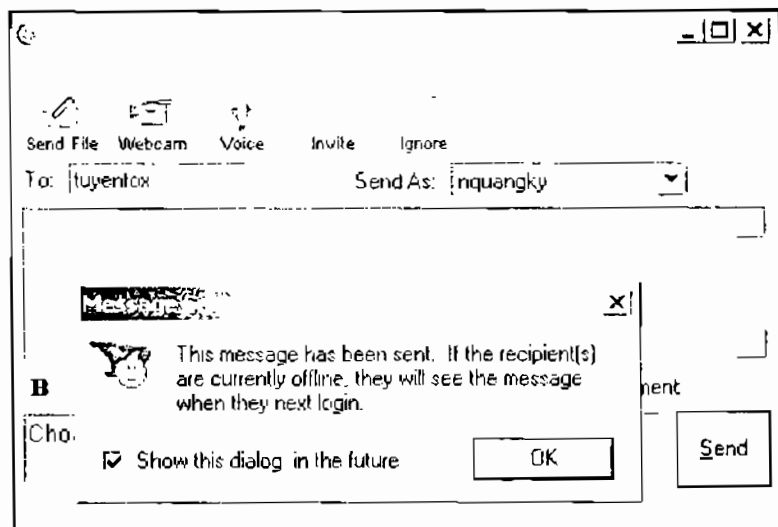 Send File Webcam Voice Invite Ignore
To: tuyentox Send As: nquangky
This message has been sent. If the recipient(s)
are currently offline, they will see the message
when they next login.
B ment
Cho
Show this dialog in the future OK
Send